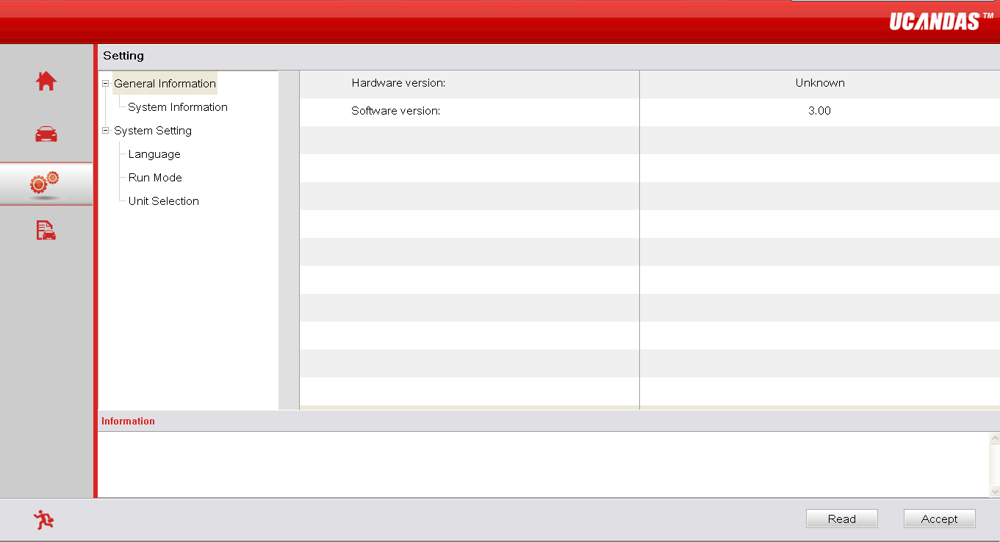 UCANDAS™
Setting
General Information
System Information
System Setting
Language
Run Mode
Unit Selection
Hardware version: Unknown
Software version: 3.00
Information
Read Accept